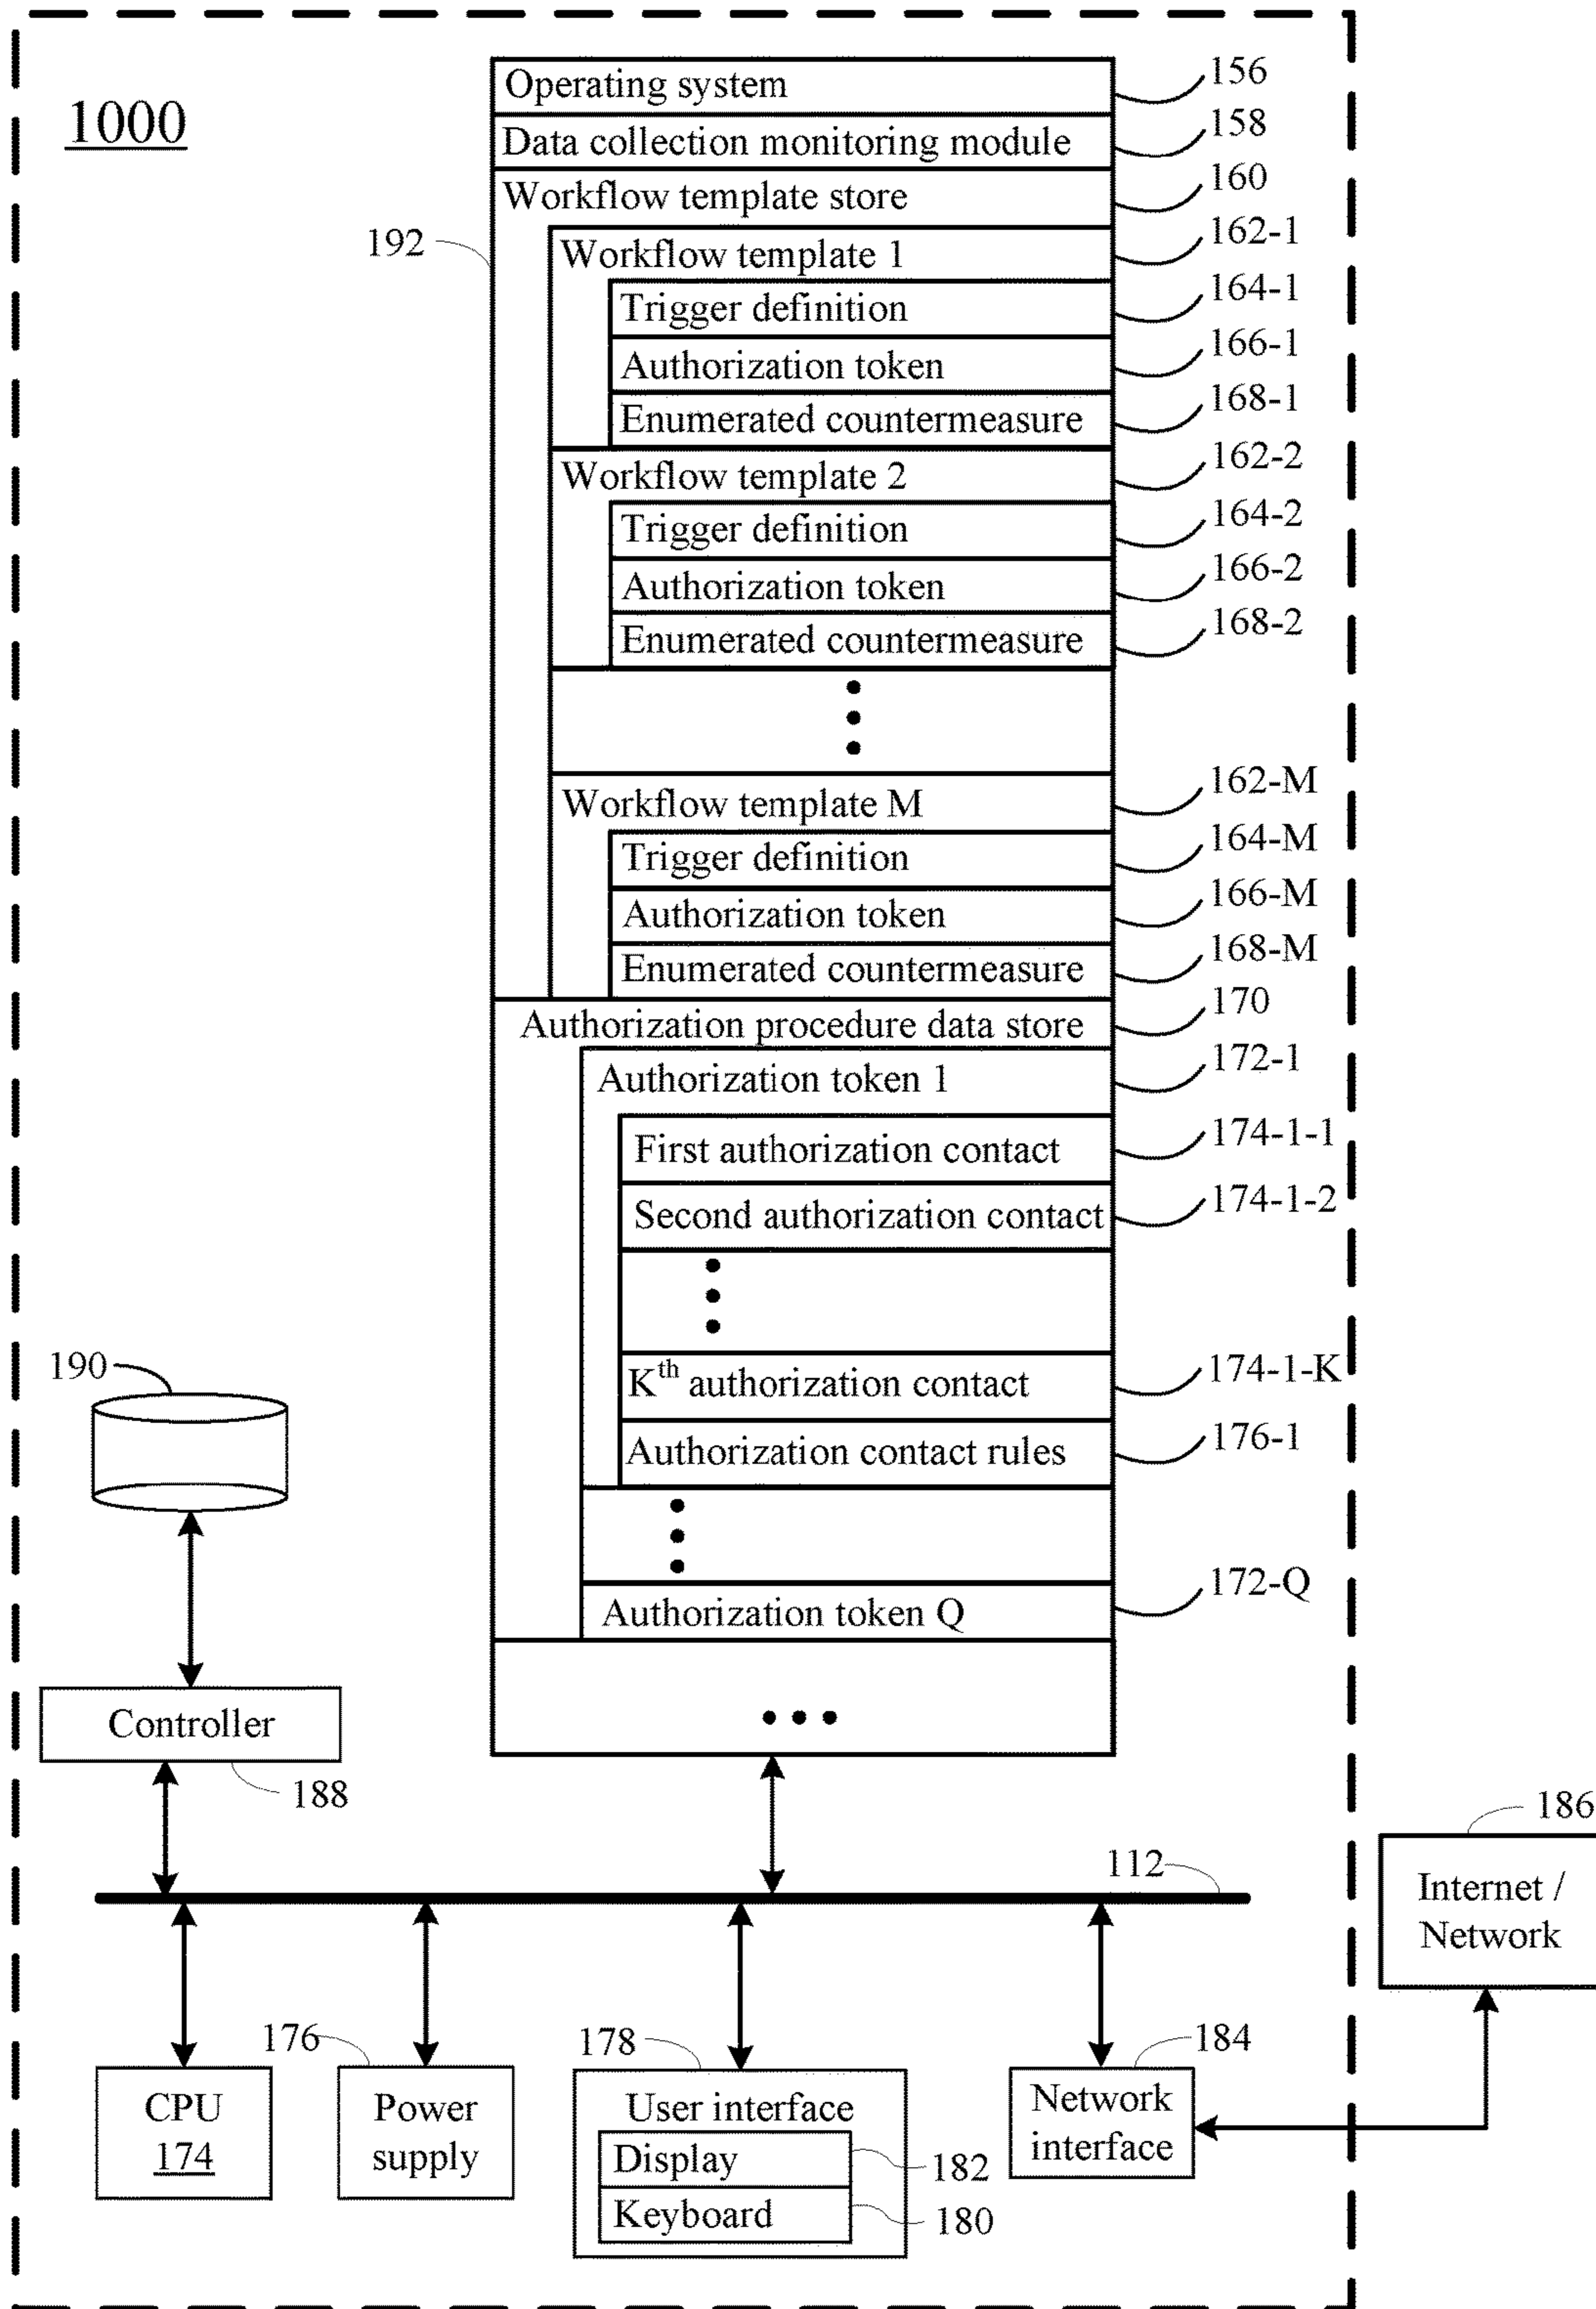 1000
Operating system
156
Data collection monitoring module
158
Workflow template store
160
192
Workflow template 1
162-1
Trigger definition
164-1
Authorization token
166-1
Enumerated countermeasure
168-1
Workflow template 2
162-2
Trigger definition
164-2
Authorization token
166-2
Enumerated countermeasure
168-2
Workflow template M
162-M
Trigger definition
164-M
Authorization token
166-M
Enumerated countermeasure
168-M
Authorization procedure data store
170
Authorization token 1
172-1
First authorization contact
174-1-1
Second authorization contact
174-1-2
Kth authorization contact
174-1-K
Authorization contact rules
176-1
Authorization token Q
172-Q
190
Controller
188
112
186
Internet /
Network
CPU
174
176
Power
supply
178
User interface
Display
182
Keyboard
180
184
Network
interface